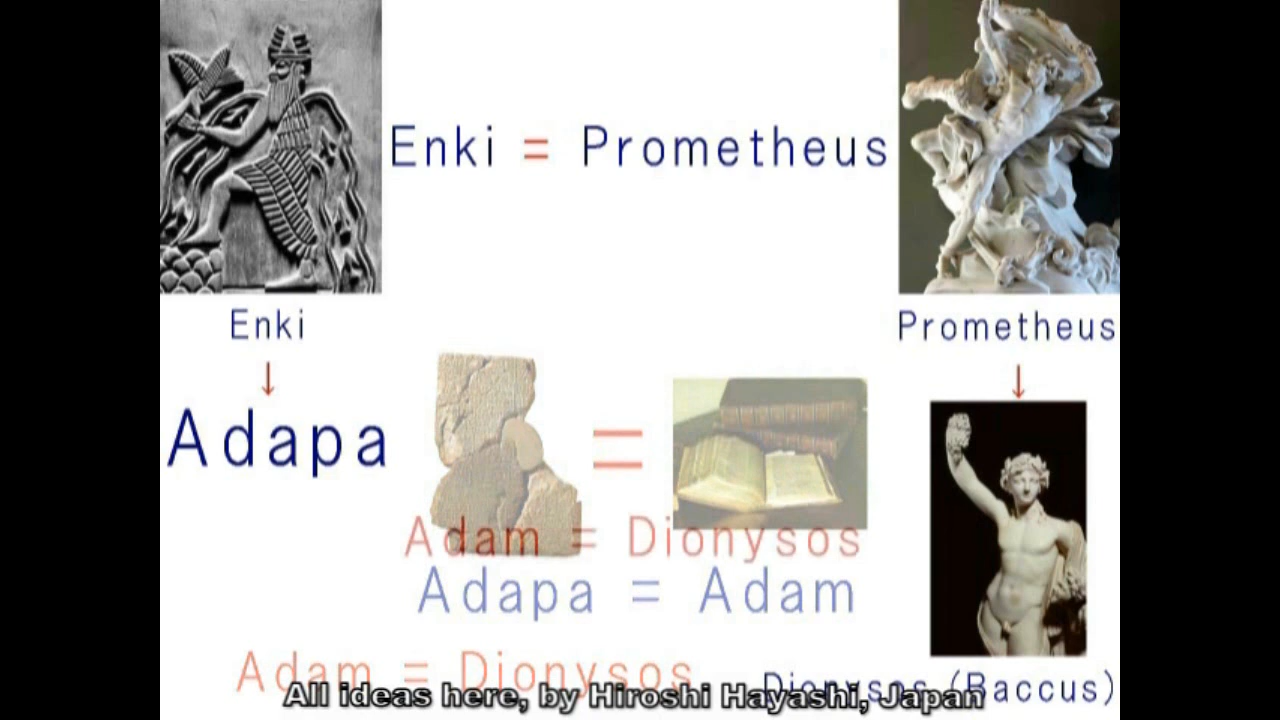 Enki = Prometheus
Enki
Prometheus
↓
↓
Adapa
=
Adam = Dionysos
Adapa = Adam
Adam = Dionysos
Dionysos (Baccus)
All ideas here, by Hiroshi Hayashi, Japan